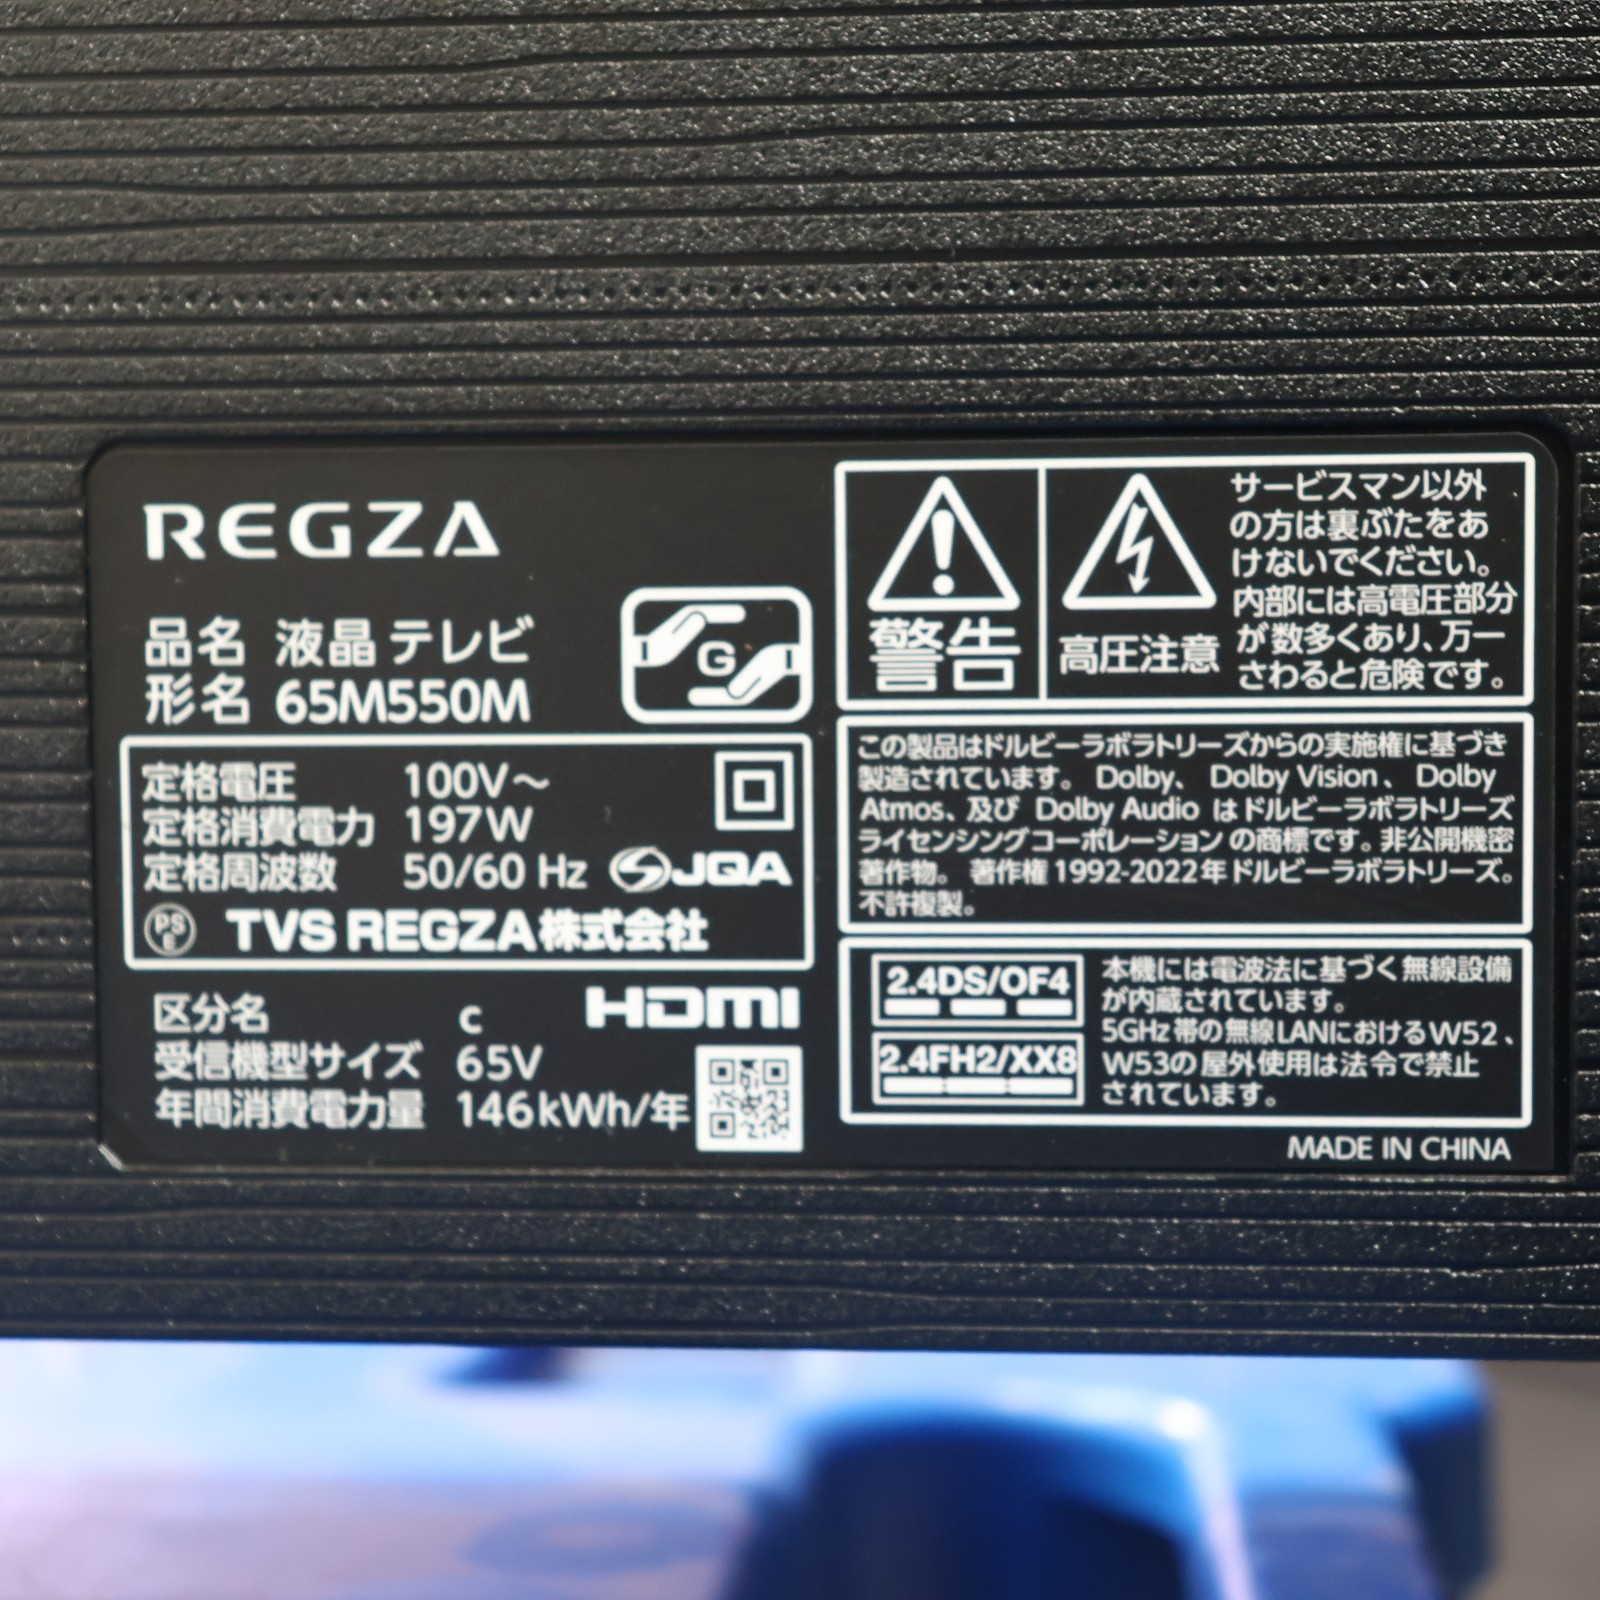 REGZA
品名 液晶テレビ
形名 65M550M
G
定格電圧 100V～
定格消費電力 197W
定格周波数 50/60 Hz
JQA
PS
E
TVS REGZA株式会社
区分名 c
HDMI
受信機型サイズ 65V
年間消費電力量 146kWh/年
警告
高圧注意
サービスマン以外
の方は裏ぶたをあ
けないでください。
内部には高電圧部分
が数多くあり、万一
さわると危険です。
この製品はドルビーラボラトリーズからの実施権に基づき
製造されています。 Dolby、 Dolby Vision、 Dolby
Atmos、及び Dolby Audio はドルビーラボラトリーズ
ライセンシングコーポレーションの商標です。非公開機密
著作物。 著作権 1992-2022年ドルビーラボラトリーズ。
不許複製。
2.4DS/OF4
2.4FH2/XX8
本機には電波法に基づく無線設備
が内蔵されています。
5GHz帯の無線LANにおけるW52、
W53の屋外使用は法令で禁止
されています。
MADE IN CHINA